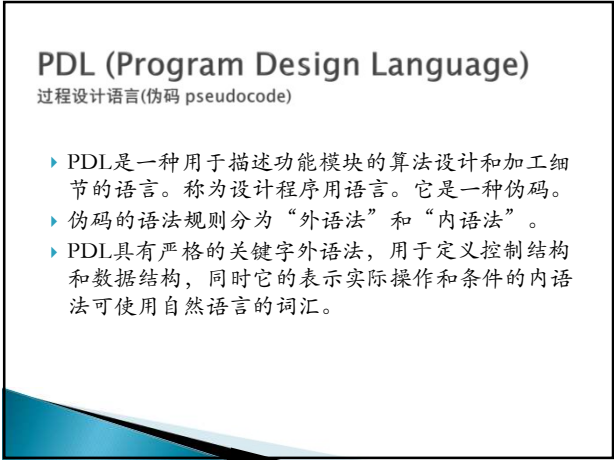 PDL (Program Design Language)
过程设计语言(伪码 pseudocode)
PDL是一种用于描述功能模块的算法设计和加工细
节的语言。称为设计程序用语言。它是一种伪码。
伪码的语法规则分为“外语法”和“内语法”。
PDL具有严格的关键字外语法，用于定义控制结构
和数据结构，同时它的表示实际操作和条件的内语
法可使用自然语言的词汇。